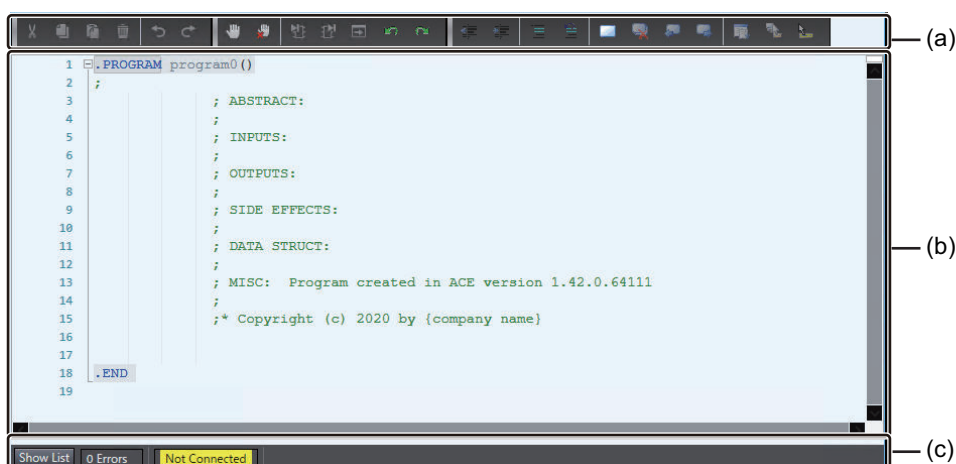 (a)
1 .PROGRAM program0()
2 ;
3 ; ABSTRACT:
4 ;
5 ; INPUTS:
6 ;
7 ; OUTPUTS:
8 ;
9 ; SIDE EFFECTS:
10 ;
11 ; DATA STRUCT:
12 ;
13 ; MISC:  Program created in ACE version 1.42.0.64111
14 ;
15 ;* Copyright (c) 2020 by {company name}
16
17
18 .END
19
(b)
Show List 0 Errors Not Connected
(c)